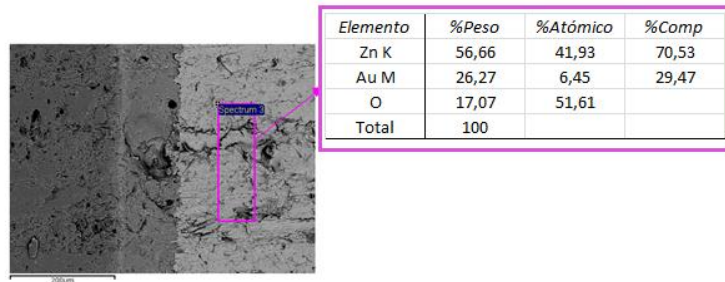 Elemento %Peso %Atómico %Comp
Zn K 56,66 41,93 70,53
Au M 26,27 6,45 29,47
O 17,07 51,61
Total 100
Spectrum 3
200µm